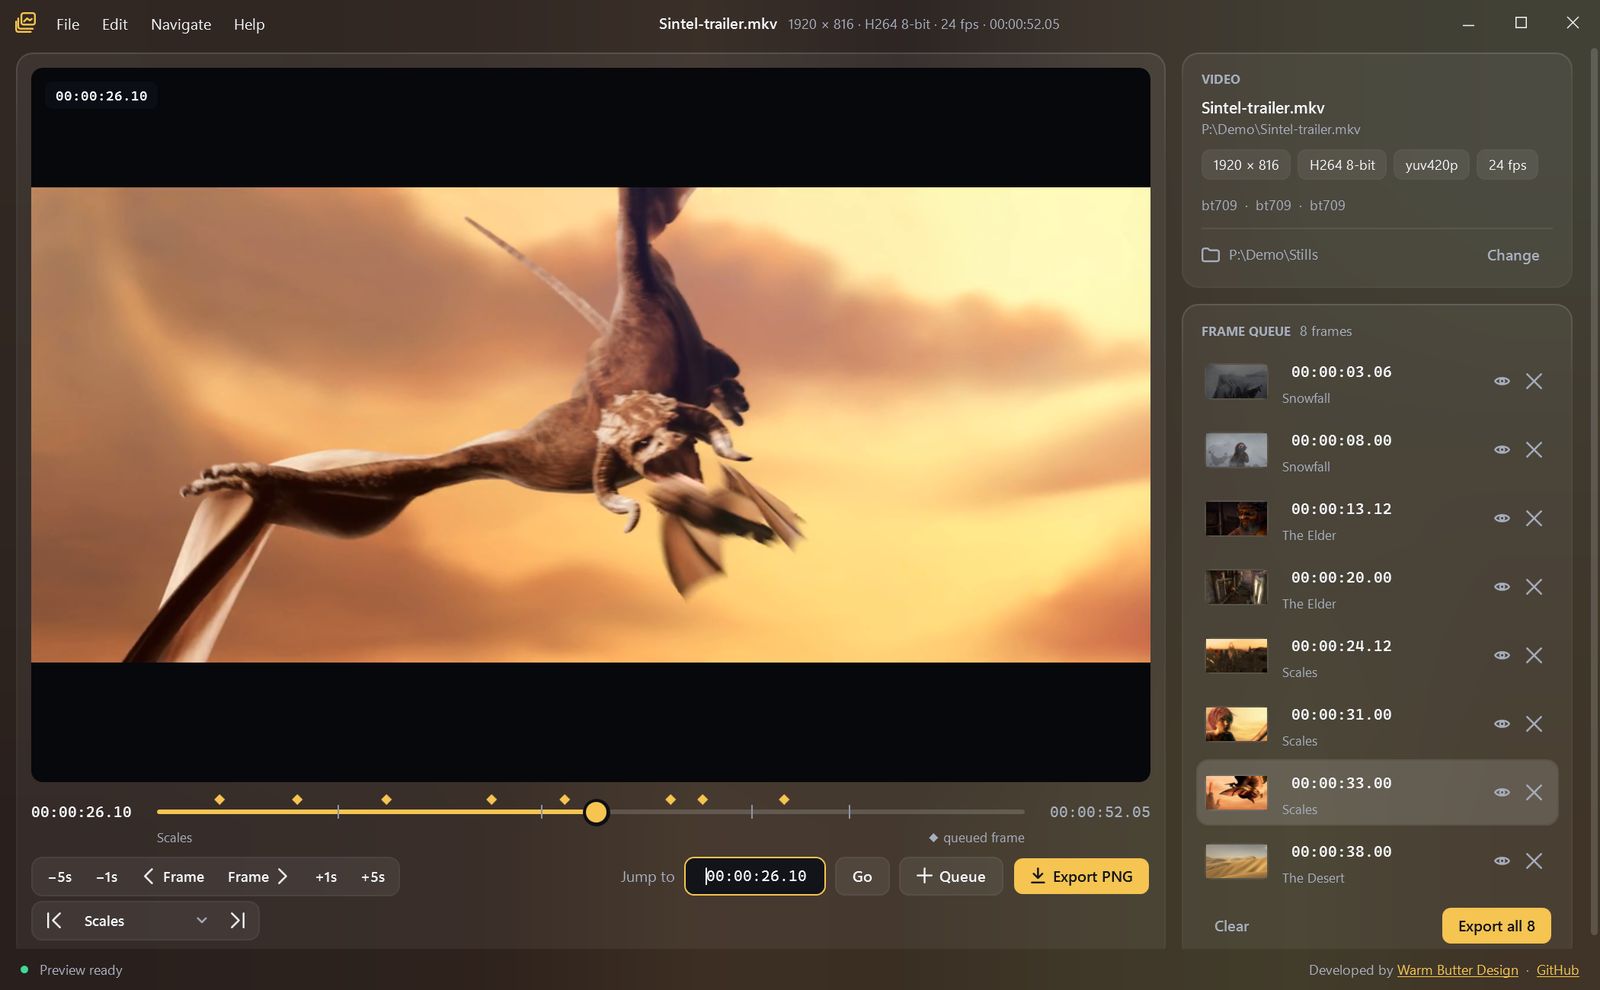 File Edit Navigate Help
Sintel-trailer.mkv 1920 × 816 · H264 8-bit · 24 fps · 00:00:52.05
00:00:26.10
00:00:26.10
00:00:52.05
Scales
◆ queued frame
−5s −1s Frame Frame +1s +5s
Jump to 00:00:26.10 Go Queue Export PNG
Scales
VIDEO
Sintel-trailer.mkv
P:\Demo\Sintel-trailer.mkv
1920 × 816 H264 8-bit yuv420p 24 fps
bt709 · bt709 · bt709
P:\Demo\Stills Change
FRAME QUEUE 8 frames
00:00:03.06
Snowfall
00:00:08.00
Snowfall
00:00:13.12
The Elder
00:00:20.00
The Elder
00:00:24.12
Scales
00:00:31.00
Scales
00:00:33.00
Scales
00:00:38.00
The Desert
Clear Export all 8
Preview ready
Developed by Warm Butter Design · GitHub